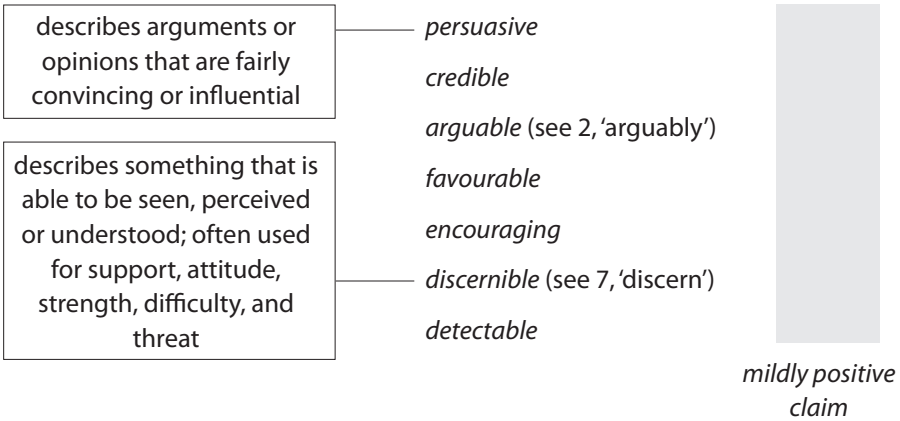 describes arguments or
opinions that are fairly
convincing or influential
describes something that is
able to be seen, perceived
or understood; often used
for support, attitude,
strength, difficulty, and
threat
persuasive
credible
arguable (see 2, ‘arguably’)
favourable
encouraging
discernible (see 7, ‘discern’)
detectable
mildly positive
claim